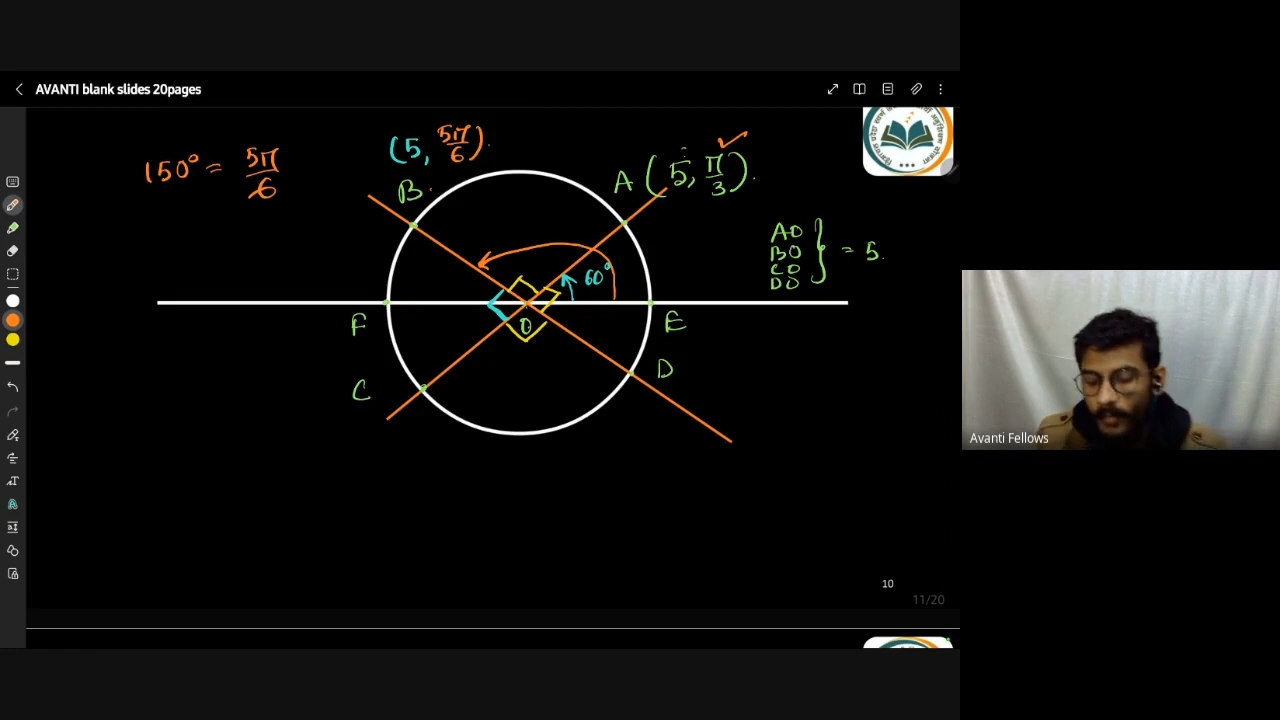 AVANTI blank slides 20pages
150° = 5π/6
(5, 5π/6).
B
A (5, π/3). ✓
AO
BO
CO
DO
} = 5.
60°
O
F
E
C
D
10
11/20
Avanti Fellows